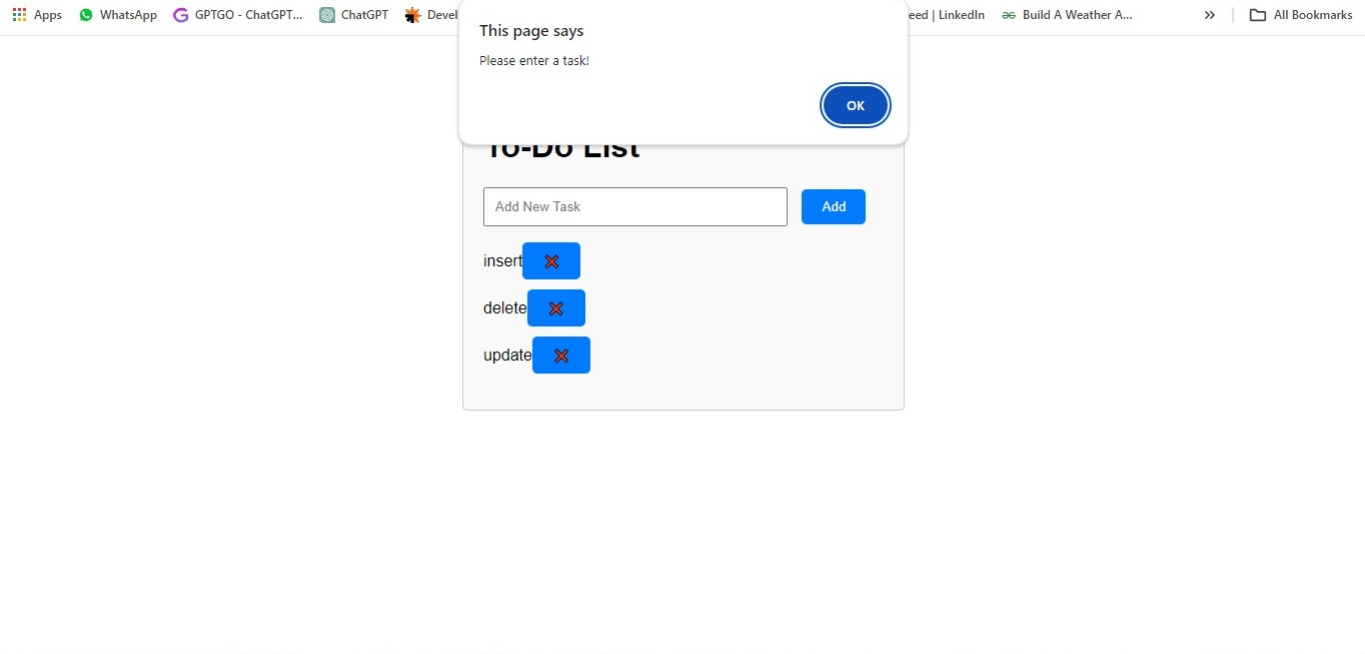 Apps WhatsApp GPTGO - ChatGPT... ChatGPT Devel eed | LinkedIn Build A Weather A... » All Bookmarks
This page says
Please enter a task!
OK
To-Do List
Add New Task Add
insert
delete
update